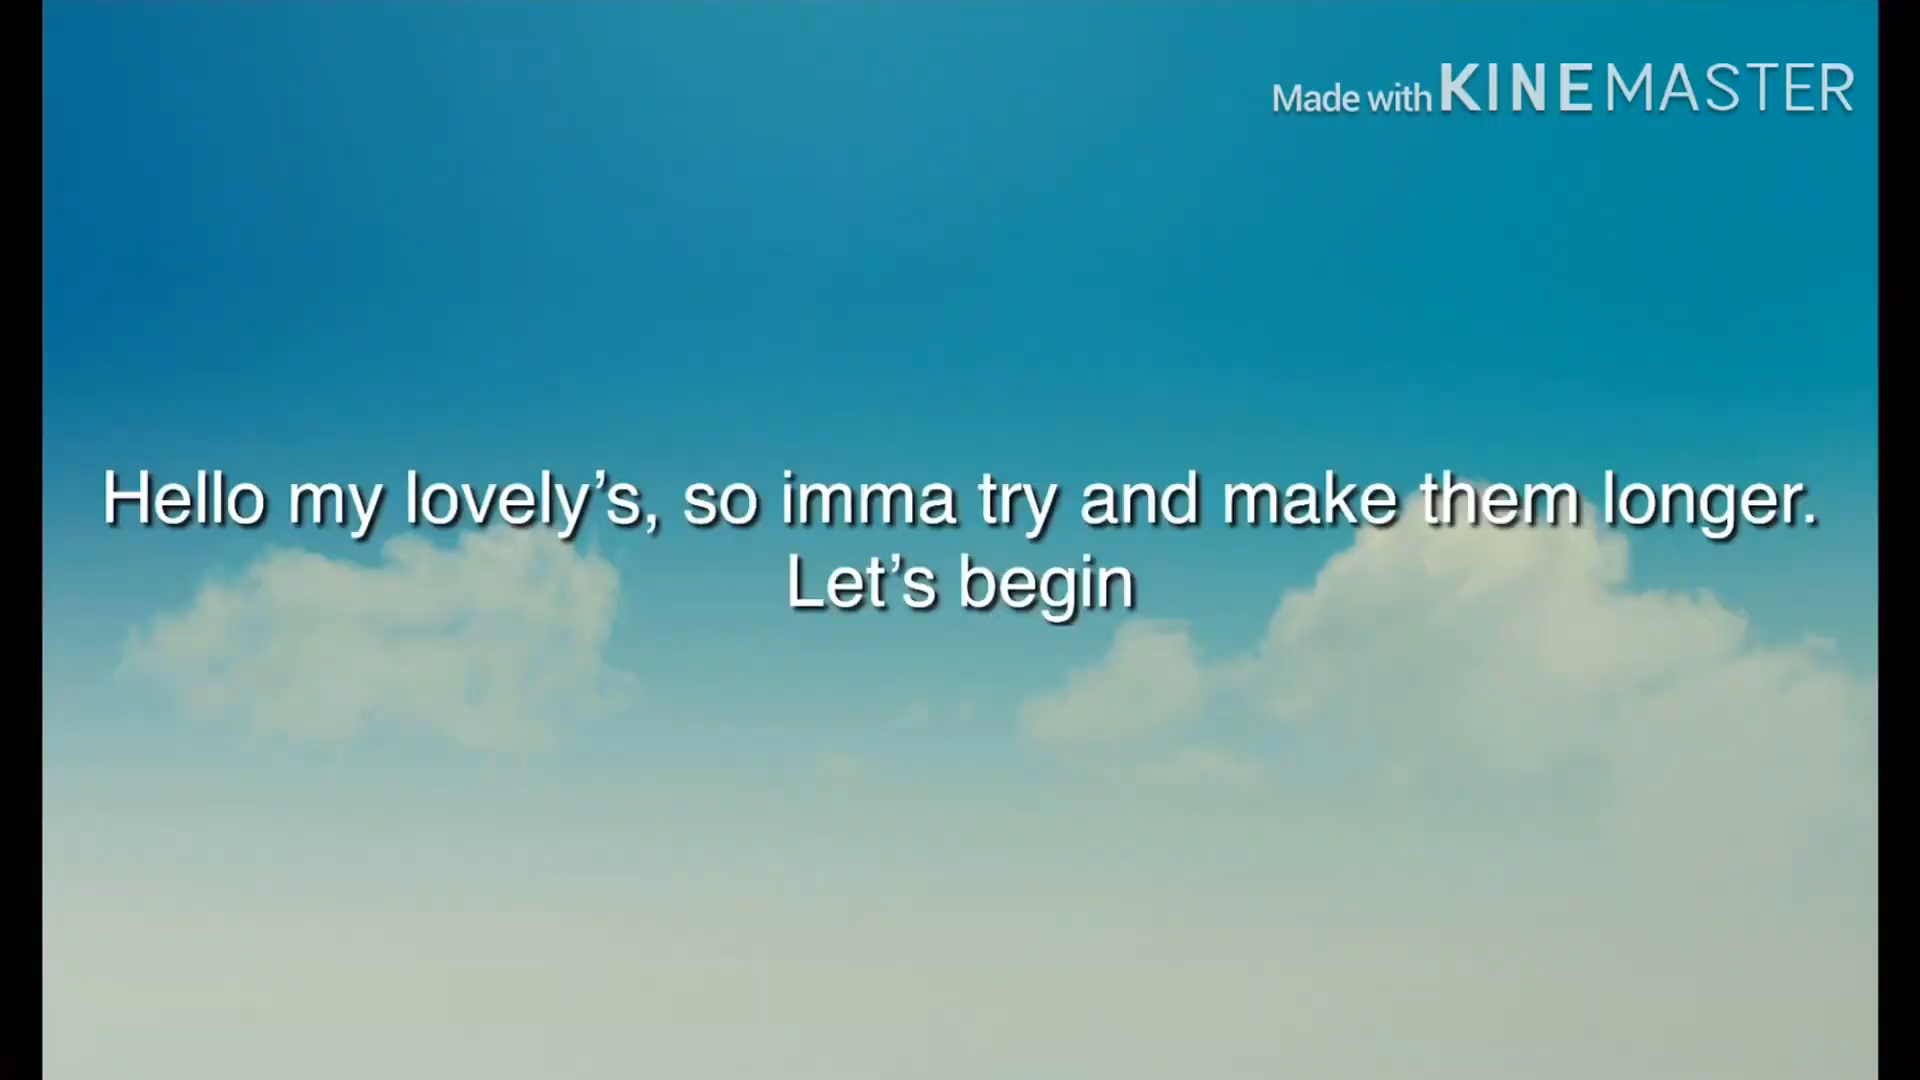 Made with KINEMASTER
Hello my lovely’s, so imma try and make them longer.
Let’s begin